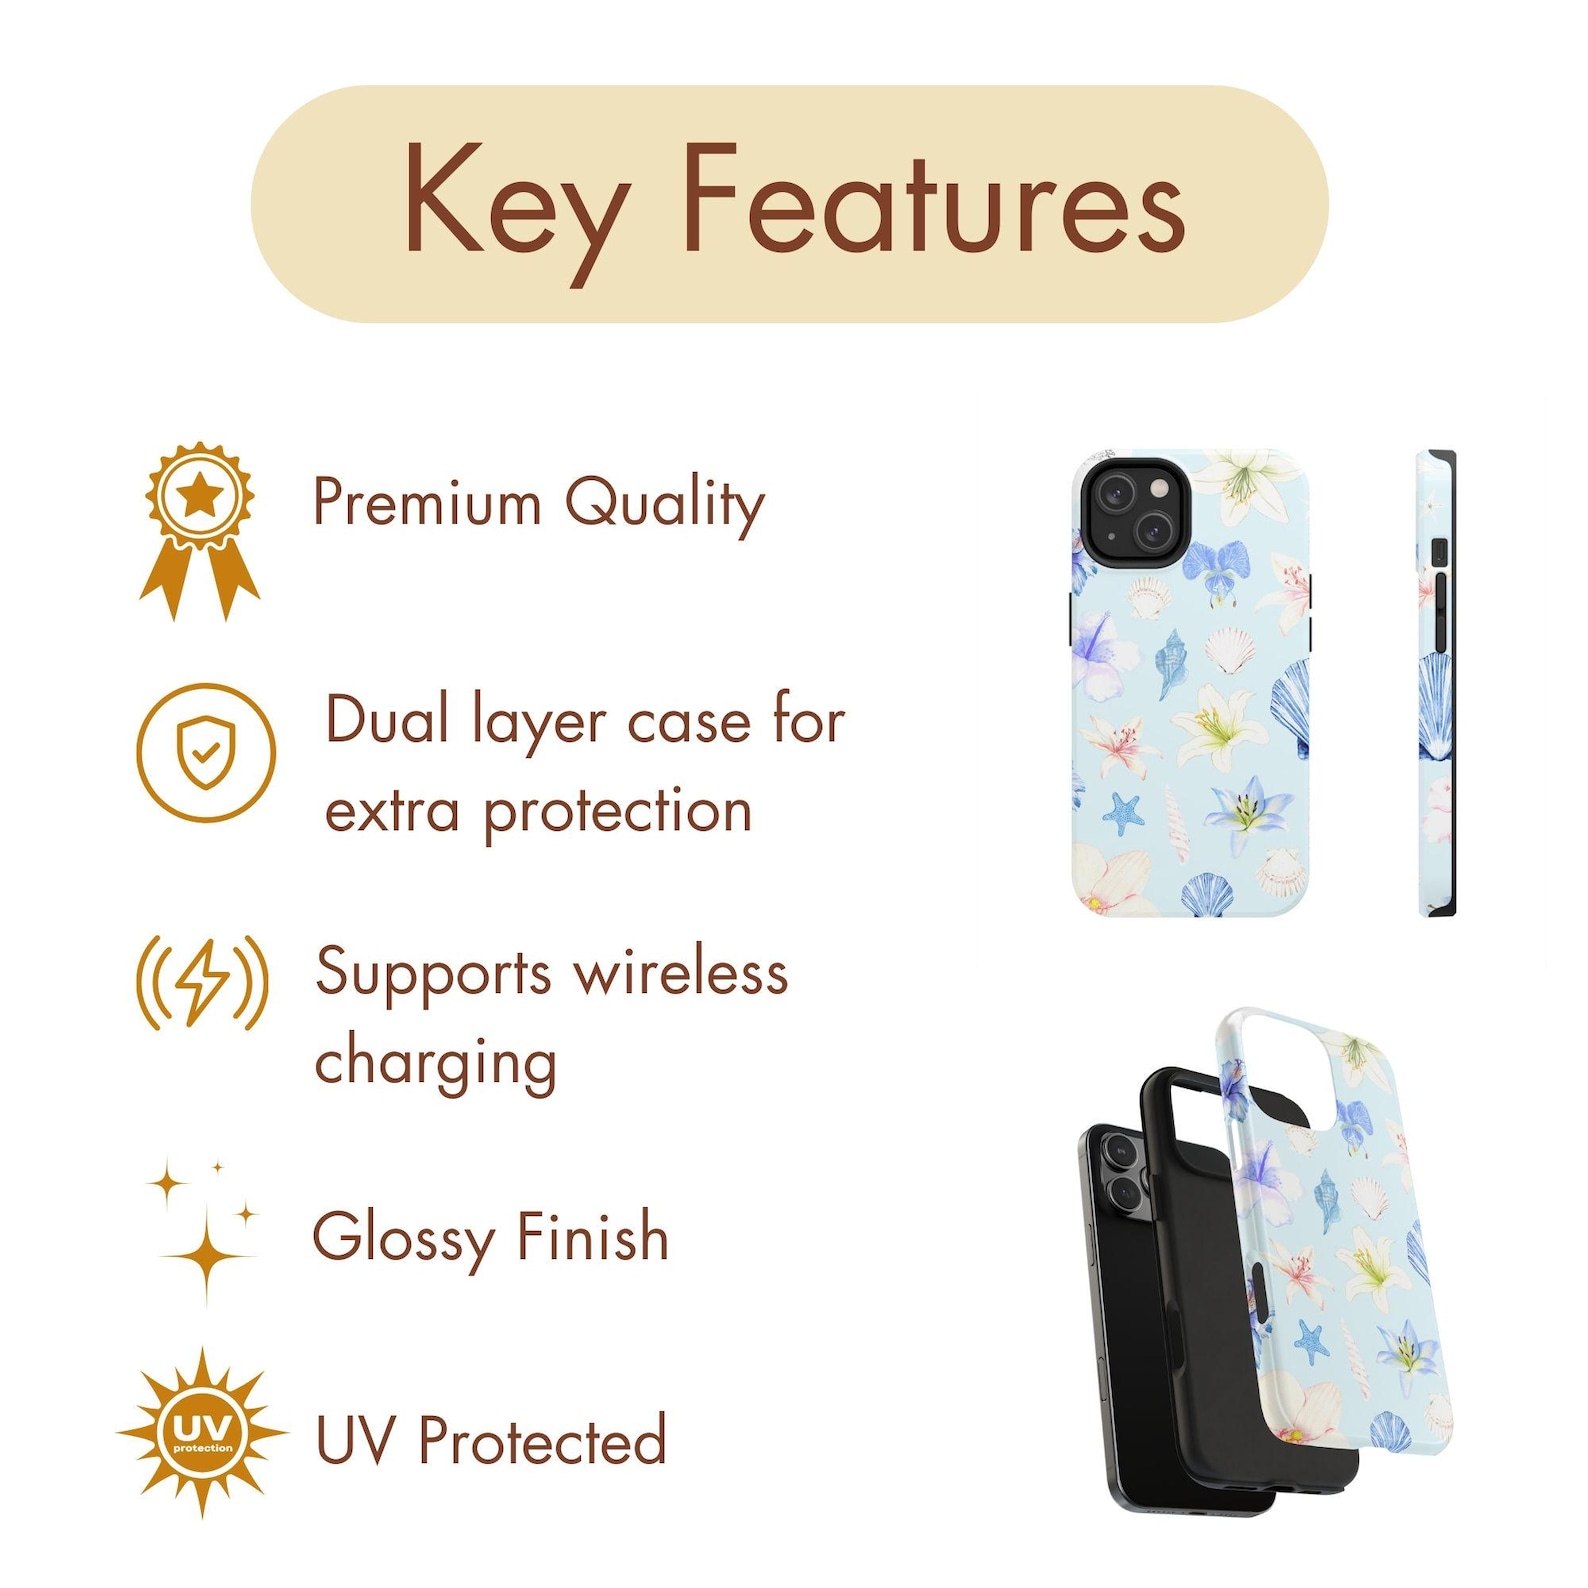 Key Features
Premium Quality
Dual layer case for
extra protection
Supports wireless
charging
Glossy Finish
UV
protection
UV Protected